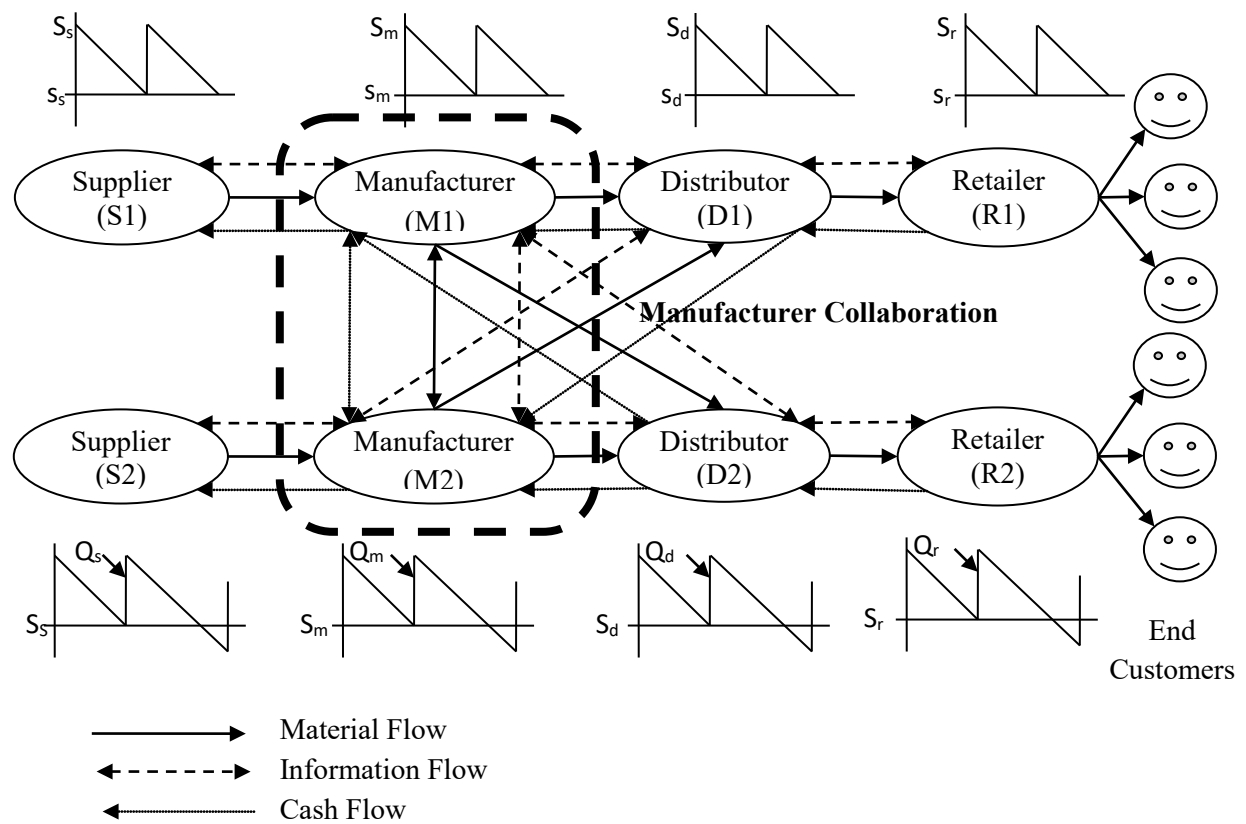 Ss Sm Sd Sr
ss sm sd sr
Supplier Manufacturer Distributor Retailer
(S1) (M1) (D1) (R1)
Manufacturer Collaboration
Supplier Manufacturer Distributor Retailer
(S2) (M2) (D2) (R2)
Qs Qm Qd Qr
Ss Sm Sd Sr
End
Customers
Material Flow
Information Flow
Cash Flow